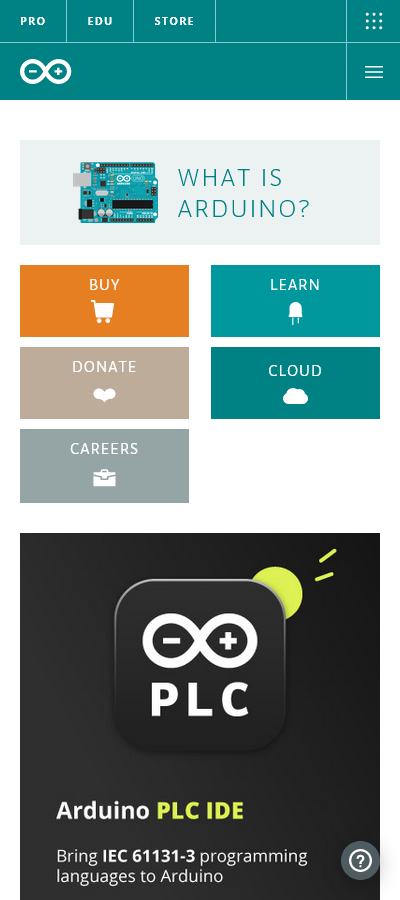 PRO EDU STORE
WHAT IS
ARDUINO?
BUY LEARN
DONATE CLOUD
CAREERS
PLC
Arduino PLC IDE
Bring IEC 61131-3 programming
languages to Arduino